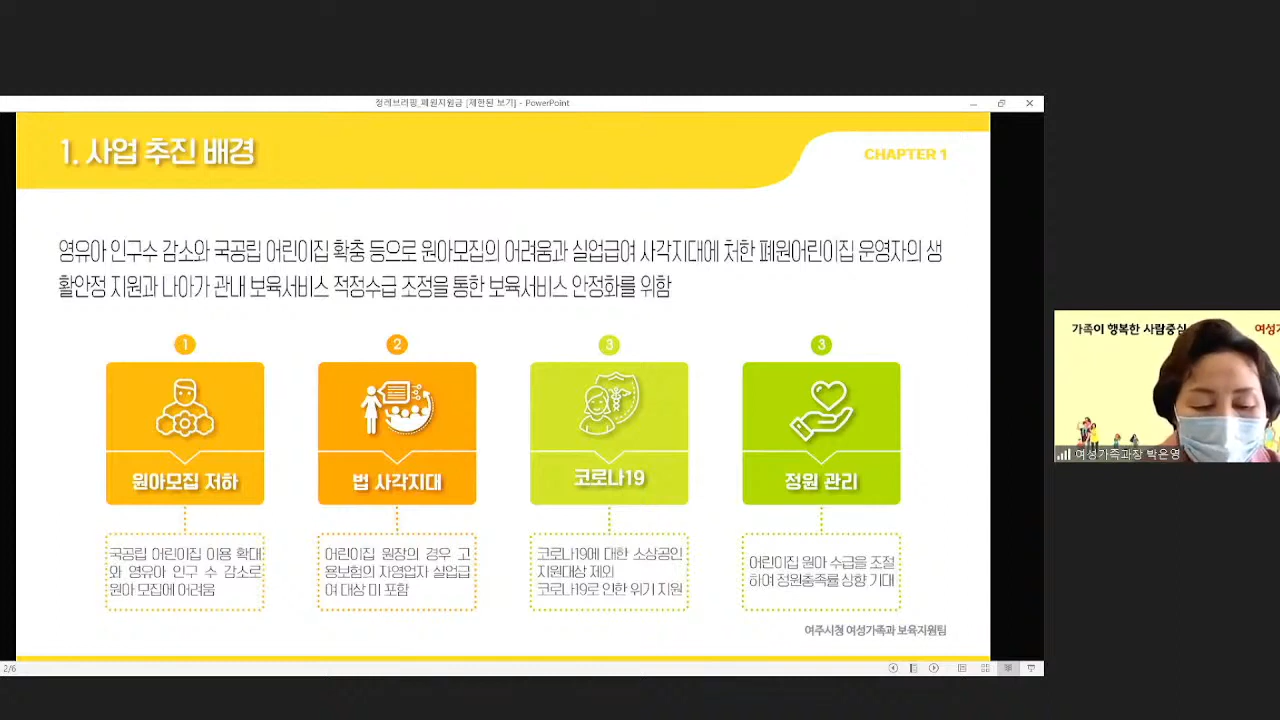 정례브리핑_폐원지원금 [제한된 보기] - PowerPoint
1. 사업 추진 배경
CHAPTER 1
영유아 인구수 감소와 국공립 어린이집 확충 등으로 원아모집의 어려움과 실업급여 사각지대에 처한 폐원어린이집 운영자의 생
활안정 지원과 나아가 관내 보육서비스 적정수급 조정을 통한 보육서비스 안정화를 위함
1
2
3
3
원아모집 저하
법 사각지대
코로나19
정원 관리
국공립 어린이집 이용 확대
와 영유아 인구 수 감소로
원아 모집에 어려움
어린이집 원장의 경우 고
용보험의 자영업자 실업급
여 대상 미 포함
코로나19에 대한 소상공인
지원대상 제외
코로나19로 인한 위기 지원
어린이집 원아 수급을 조절
하여 정원충족률 상향 기대
여주시청 여성가족과 보육지원팀
2/6
가족이 행복한 사람중심
여성가족과장 박은영